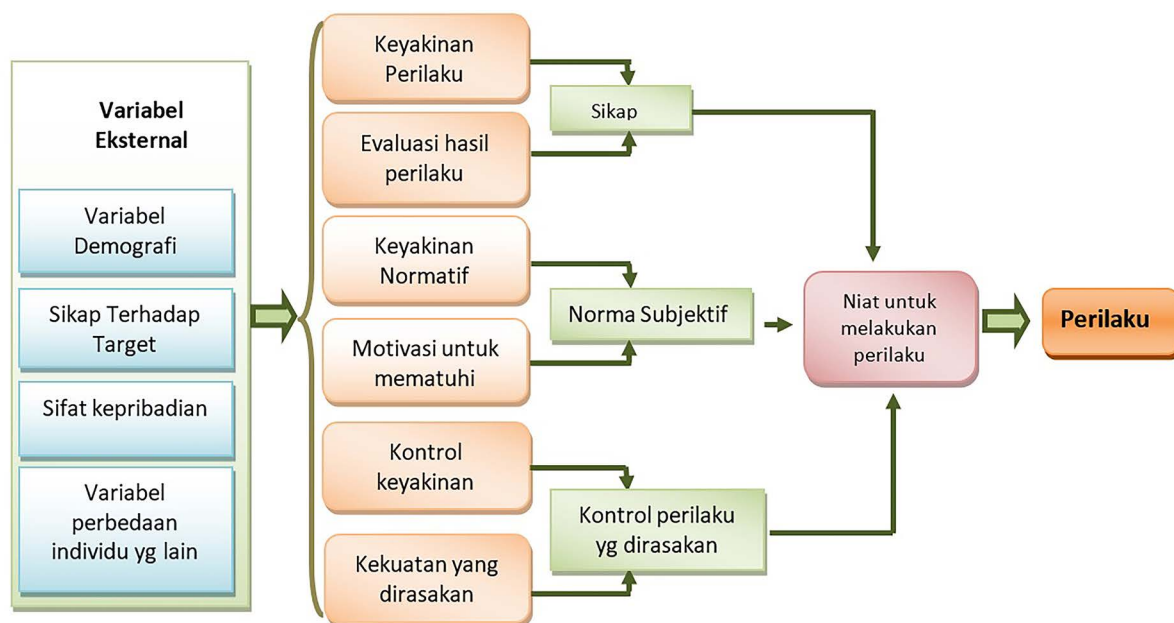 Variabel
Eksternal
Variabel
Demografi
Sikap Terhadap
Target
Sifat kepribadian
Variabel
perbedaan
individu yg lain
Keyakinan
Perilaku
Evaluasi hasil
perilaku
Keyakinan
Normatif
Motivasi untuk
mematuhi
Kontrol
keyakinan
Kekuatan yang
dirasakan
Sikap
Norma Subjektif
Kontrol perilaku
yg dirasakan
Niat untuk
melakukan
perilaku
Perilaku